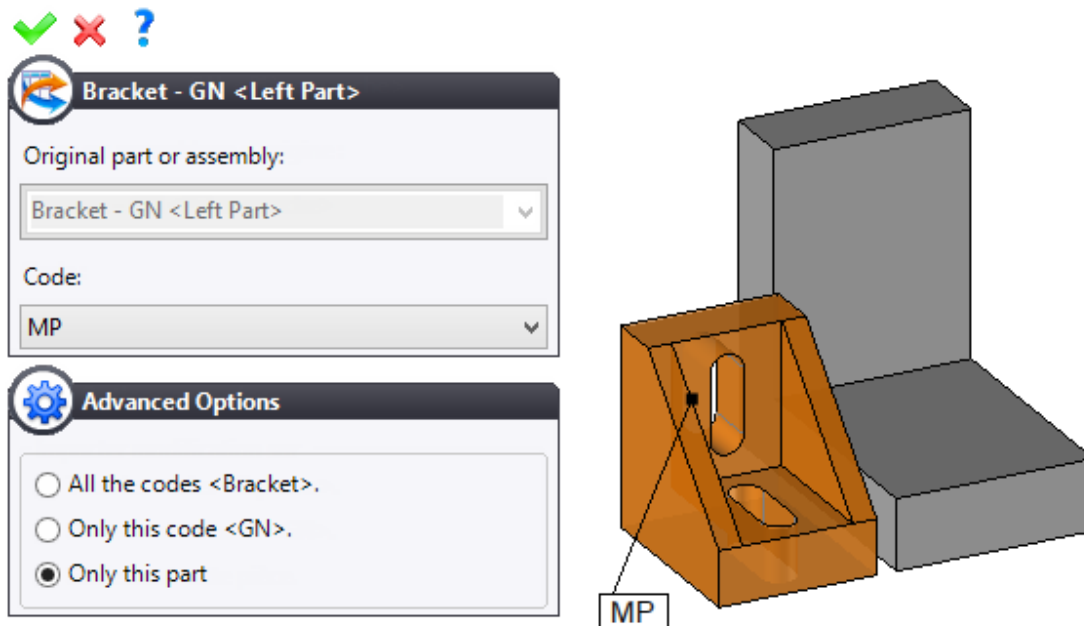 ?
Bracket - GN <Left Part>
Original part or assembly:
Bracket - GN <Left Part>
Code:
MP
Advanced Options
All the codes <Bracket>.
Only this code <GN>.
Only this part
MP